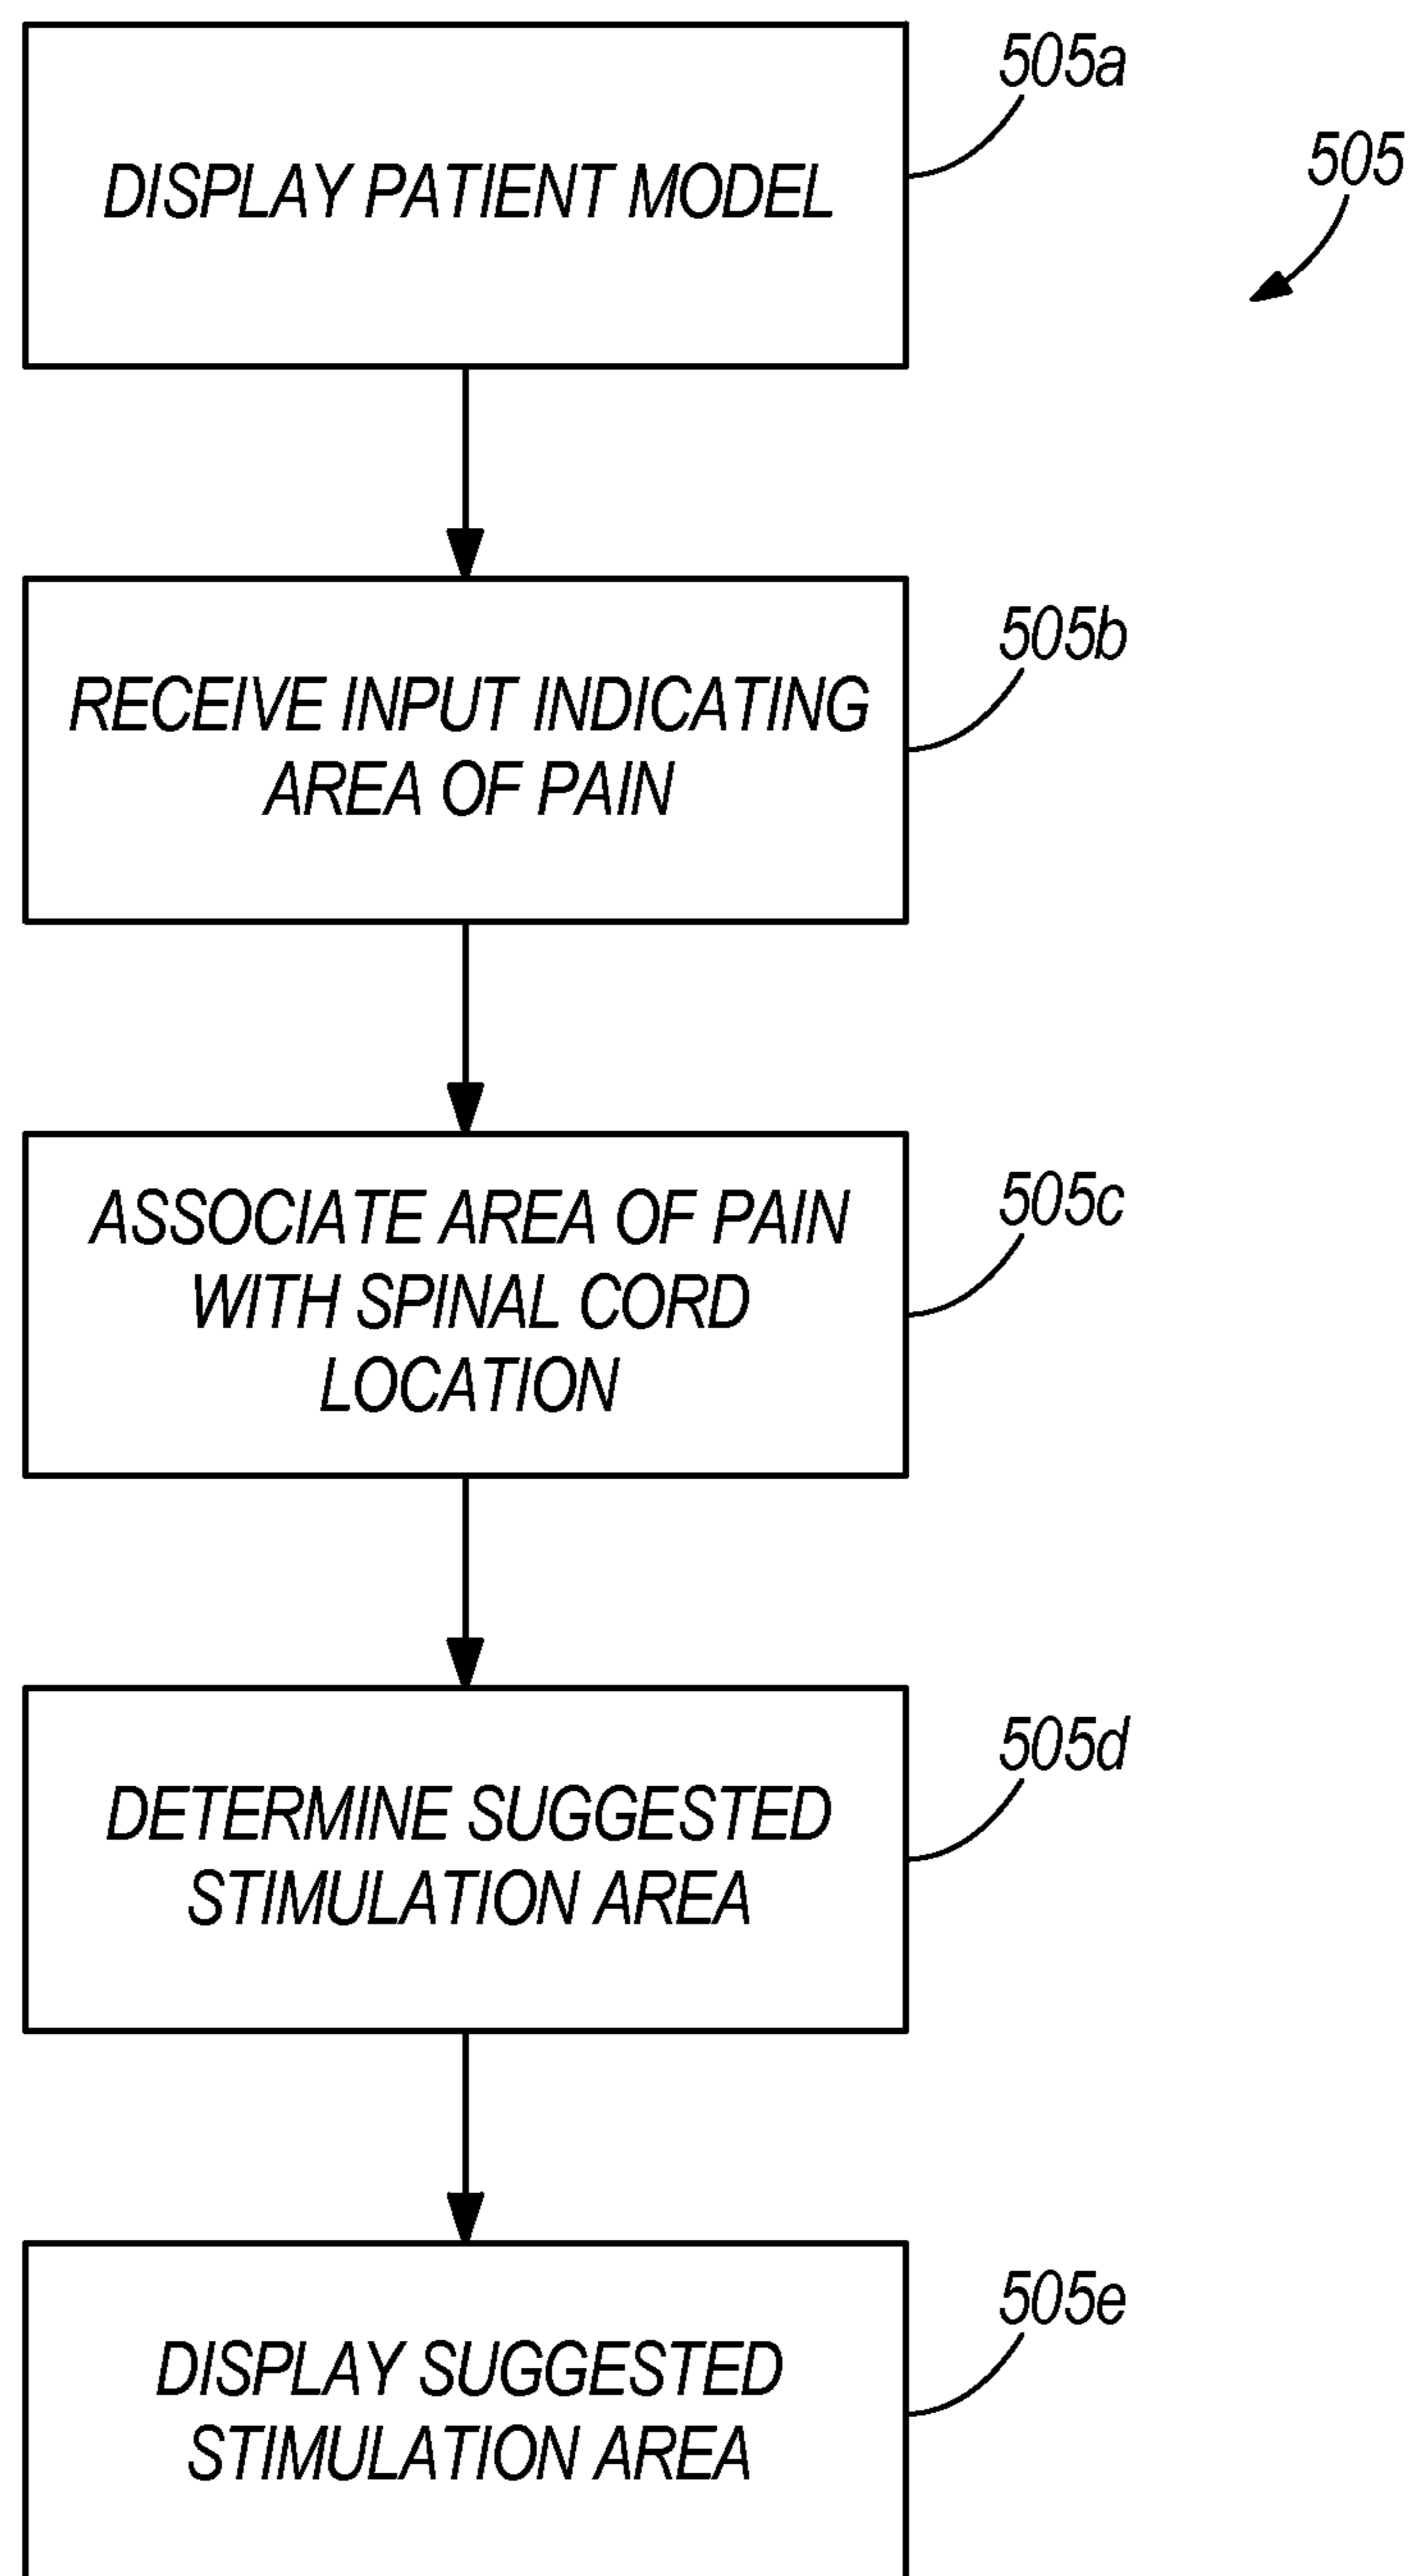 505a
505
DISPLAY PATIENT MODEL
505b
RECEIVE INPUT INDICATING
AREA OF PAIN
505c
ASSOCIATE AREA OF PAIN
WITH SPINAL CORD
LOCATION
505d
DETERMINE SUGGESTED
STIMULATION AREA
505e
DISPLAY SUGGESTED
STIMULATION AREA